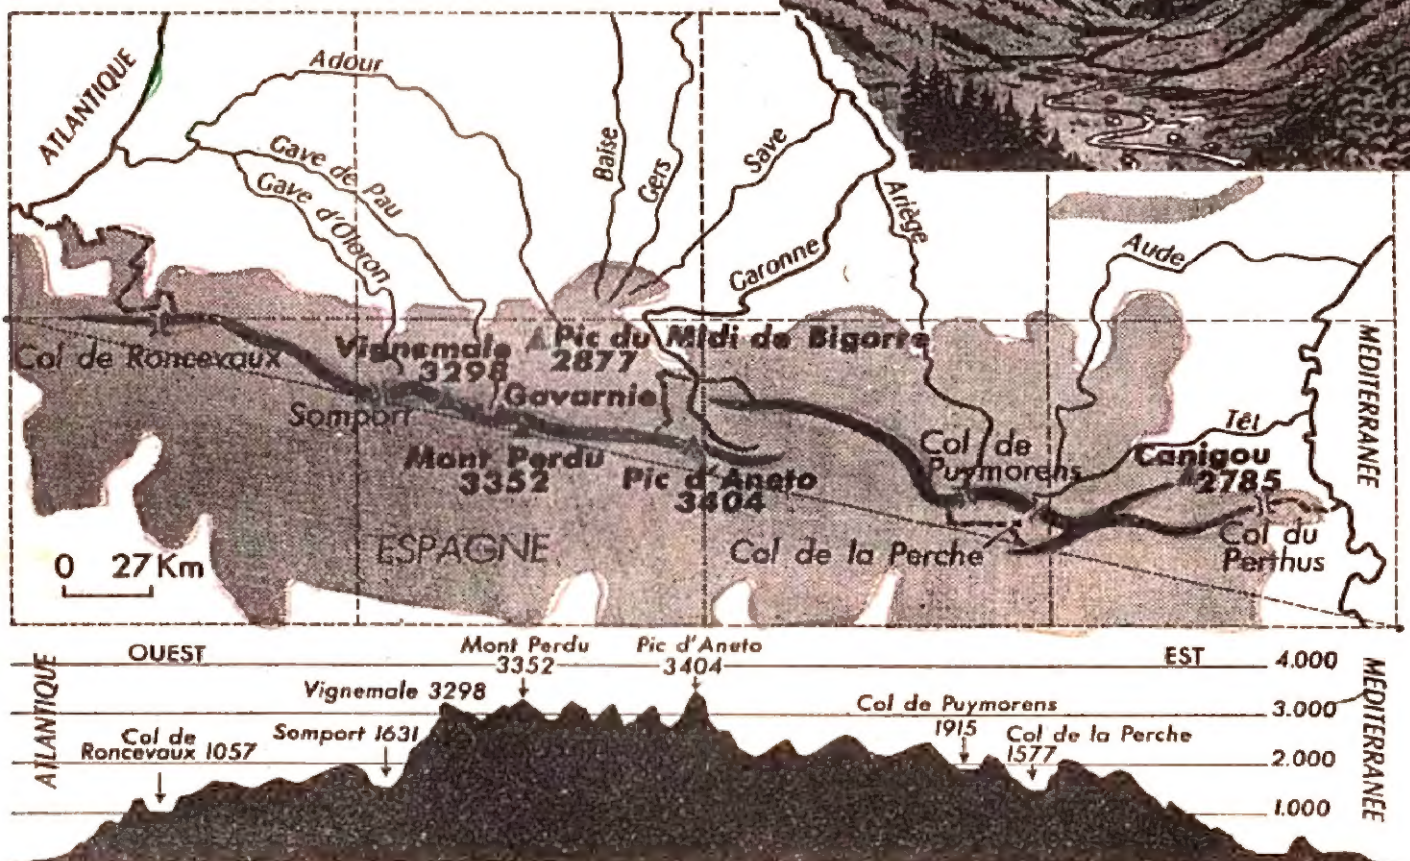 ATLANTIQUE
Adour
Gave de Pau
Gave d'Oloron
Baise
Gers
Save
Garonne
Ariège
Aude
MÉDITERRANÉE
Col de Roncevaux
Vignemale
3298
Pic du Midi de Bigorre
2877
Gavarnie
Somport
Mont Perdu
3352
Pic d'Aneto
3404
Col de
Puymorens
Têt
Canigou
2785
Col de la Perche
Col du
Perthus
ESPAGNE
0 27 Km
ATLANTIQUE
OUEST
Mont Perdu
3352
Pic d'Aneto
3404
EST
4.000
MÉDITERRANÉE
Vignemale 3298
3.000
Col de Puymorens
1915
Col de
Roncevaux 1057
Somport 1631
Col de la Perche
1577
2.000
1.000